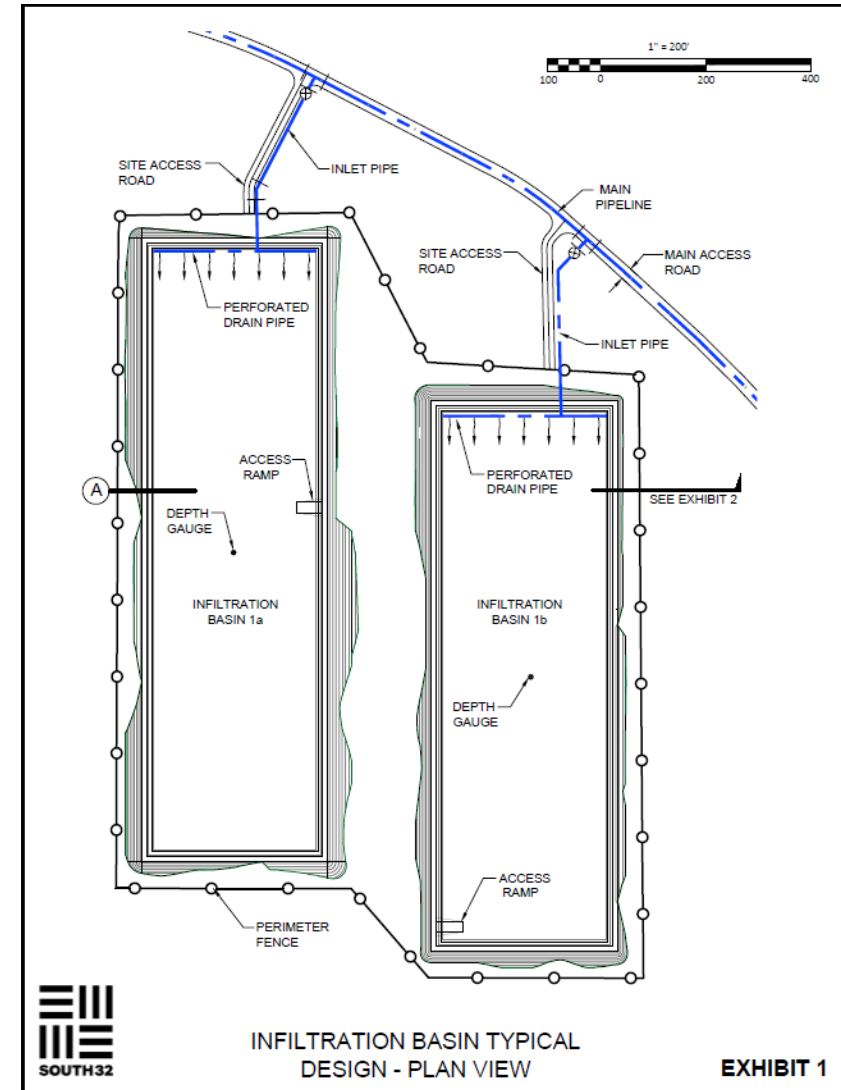 1" = 200'
100 0 200 400
SITE ACCESS
ROAD
INLET PIPE
MAIN
PIPELINE
SITE ACCESS
ROAD
MAIN ACCESS
ROAD
PERFORATED
DRAIN PIPE
INLET PIPE
ACCESS
RAMP
PERFORATED
DRAIN PIPE
A
SEE EXHIBIT 2
DEPTH
GAUGE
INFILTRATION
BASIN 1a
INFILTRATION
BASIN 1b
DEPTH
GAUGE
ACCESS
RAMP
PERIMETER
FENCE
SOUTH32
INFILTRATION BASIN TYPICAL
DESIGN - PLAN VIEW
EXHIBIT 1